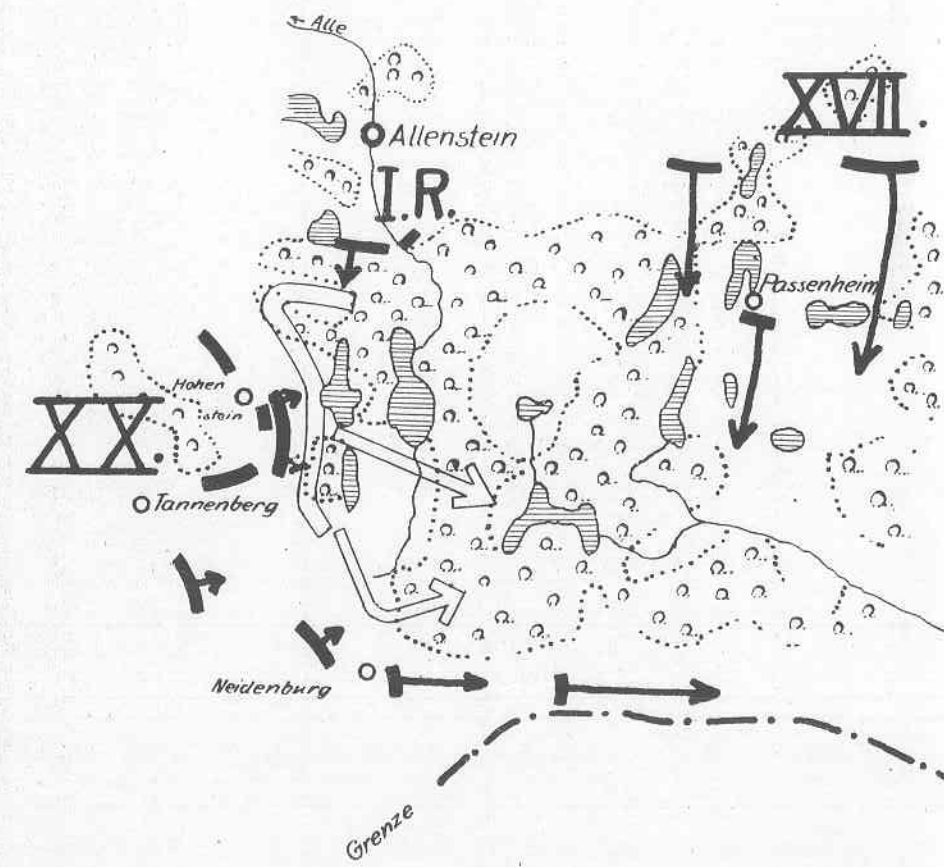 ← Alle
XVII.
Allenstein
I.R.
Passenheim
Hohen
stein
XX.
Tannenberg
Neidenburg
Grenze